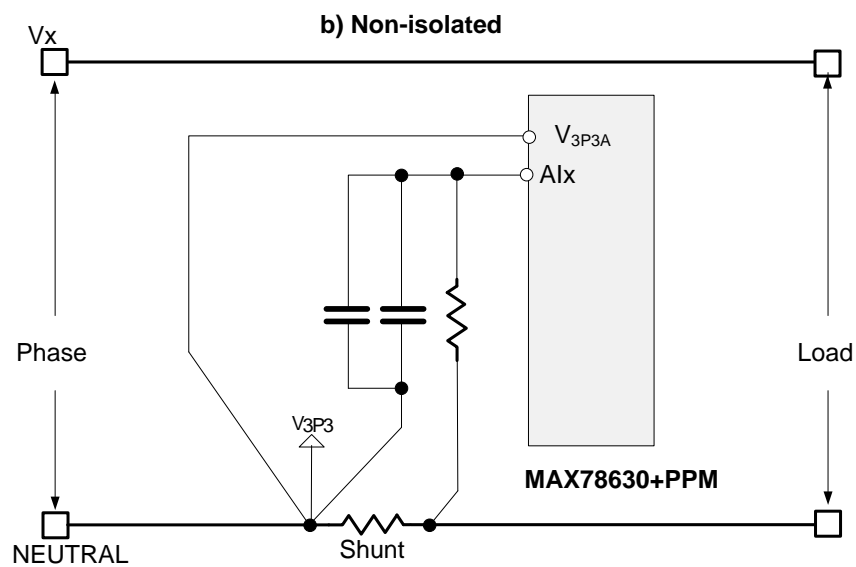 b) Non-isolated
Vx
V3P3A
AIx
Phase
Load
V3P3
MAX78630+PPM
NEUTRAL
Shunt